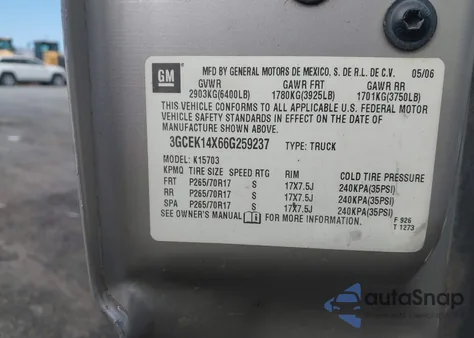 GM MFD BY GENERAL MOTORS DE MEXICO, S. DE R.L. DE C.V. 05/06
GVWR GAWR FRT GAWR RR
2903KG(6400LB) 1780KG(3925LB) 1701KG(3750LB)
THIS VEHICLE CONFORMS TO ALL APPLICABLE U.S. FEDERAL MOTOR
VEHICLE SAFETY STANDARDS IN EFFECT ON THE DATE OF
MANUFACTURE SHOWN ABOVE.
3GCEK14X66G259237 TYPE: TRUCK
MODEL: K15703
KPMQ TIRE SIZE SPEED RTG RIM COLD TIRE PRESSURE
FRT P265/70R17 S 17X7.5J 240KPA(35PSI)
RR P265/70R17 S 17X7.5J 240KPA(35PSI)
SPA P265/70R17 S 17X7.5J 240KPA(35PSI)
SEE OWNER'S MANUAL FOR MORE INFORMATION.
F 926
T 1273
autoSnap